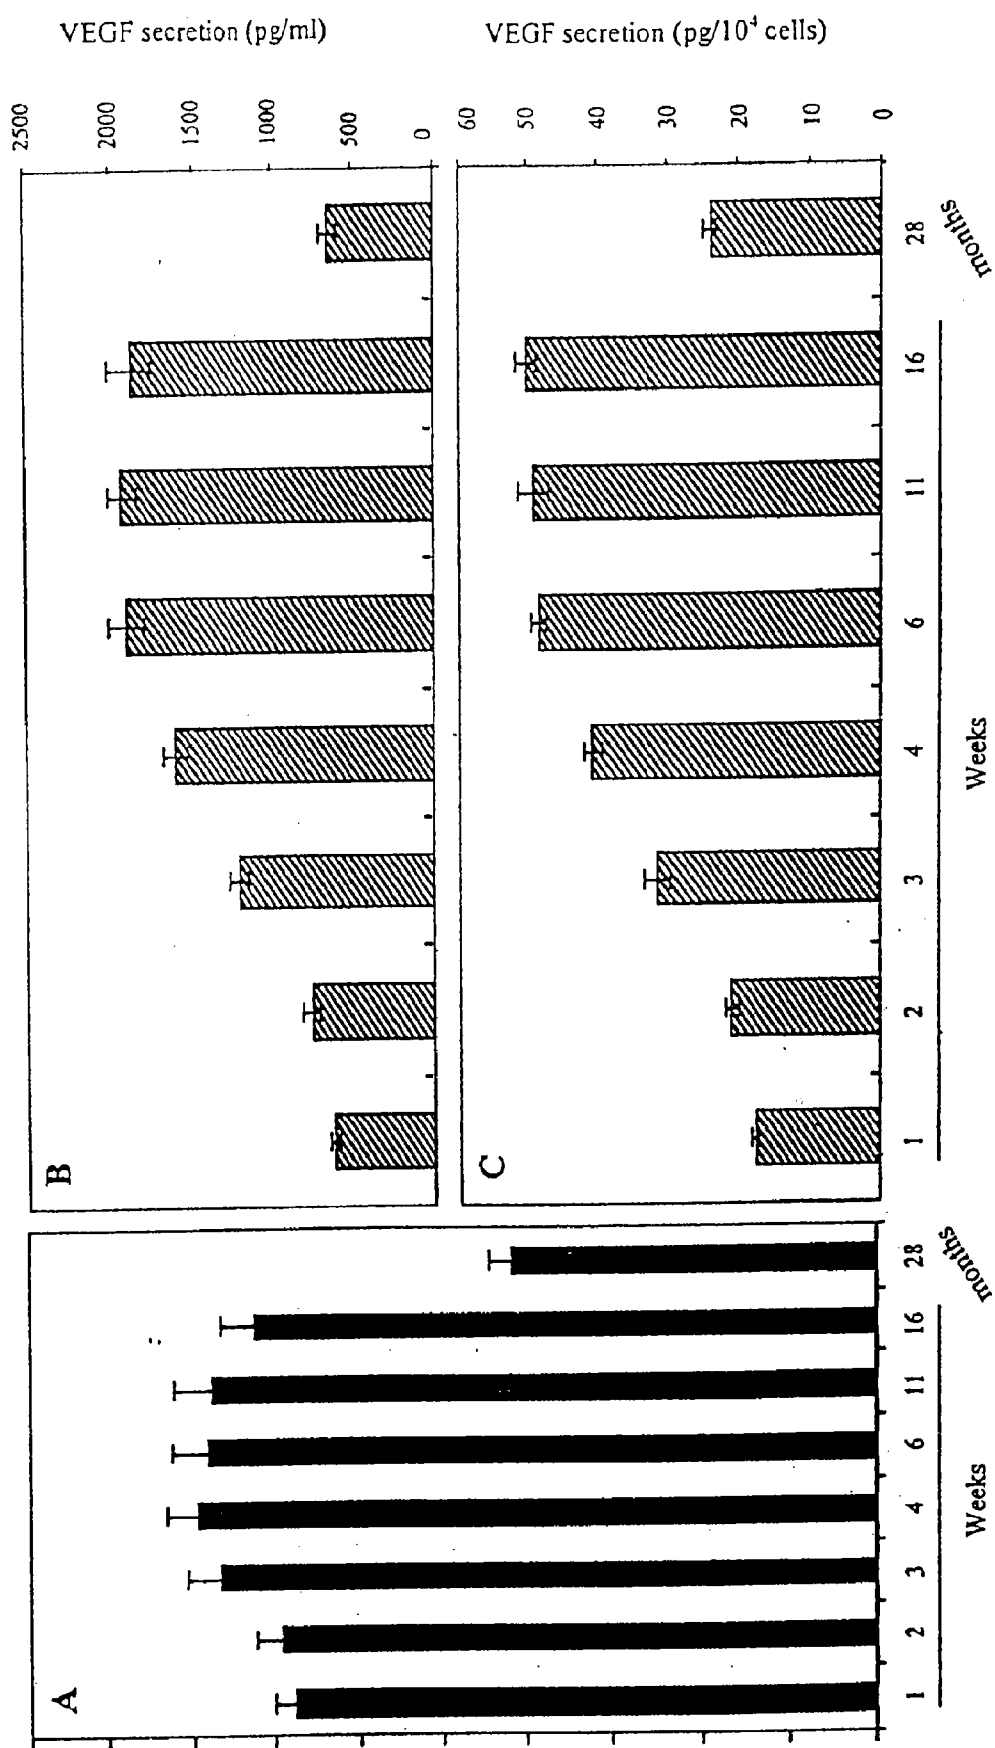 A
1 2 3 4 6 11 16 28
Weeks
months
B
2500
2000
1500
1000
500
0
VEGF secretion (pg/ml)
C
60
50
40
30
20
10
0
VEGF secretion (pg/10⁴ cells)
1 2 3 4 6 11 16 28
Weeks
months